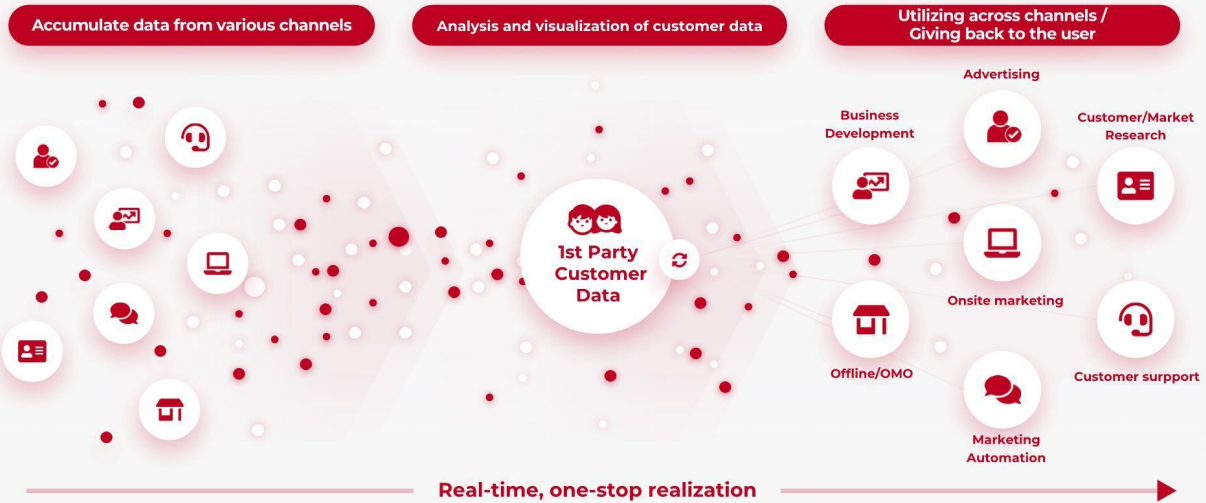 Accumulate data from various channels
Analysis and visualization of customer data
Utilizing across channels /
Giving back to the user
Advertising
Business
Development
Customer/Market
Research
1st Party
Customer
Data
Onsite marketing
Offline/OMO
Customer surpport
Marketing
Automation
Real-time, one-stop realization